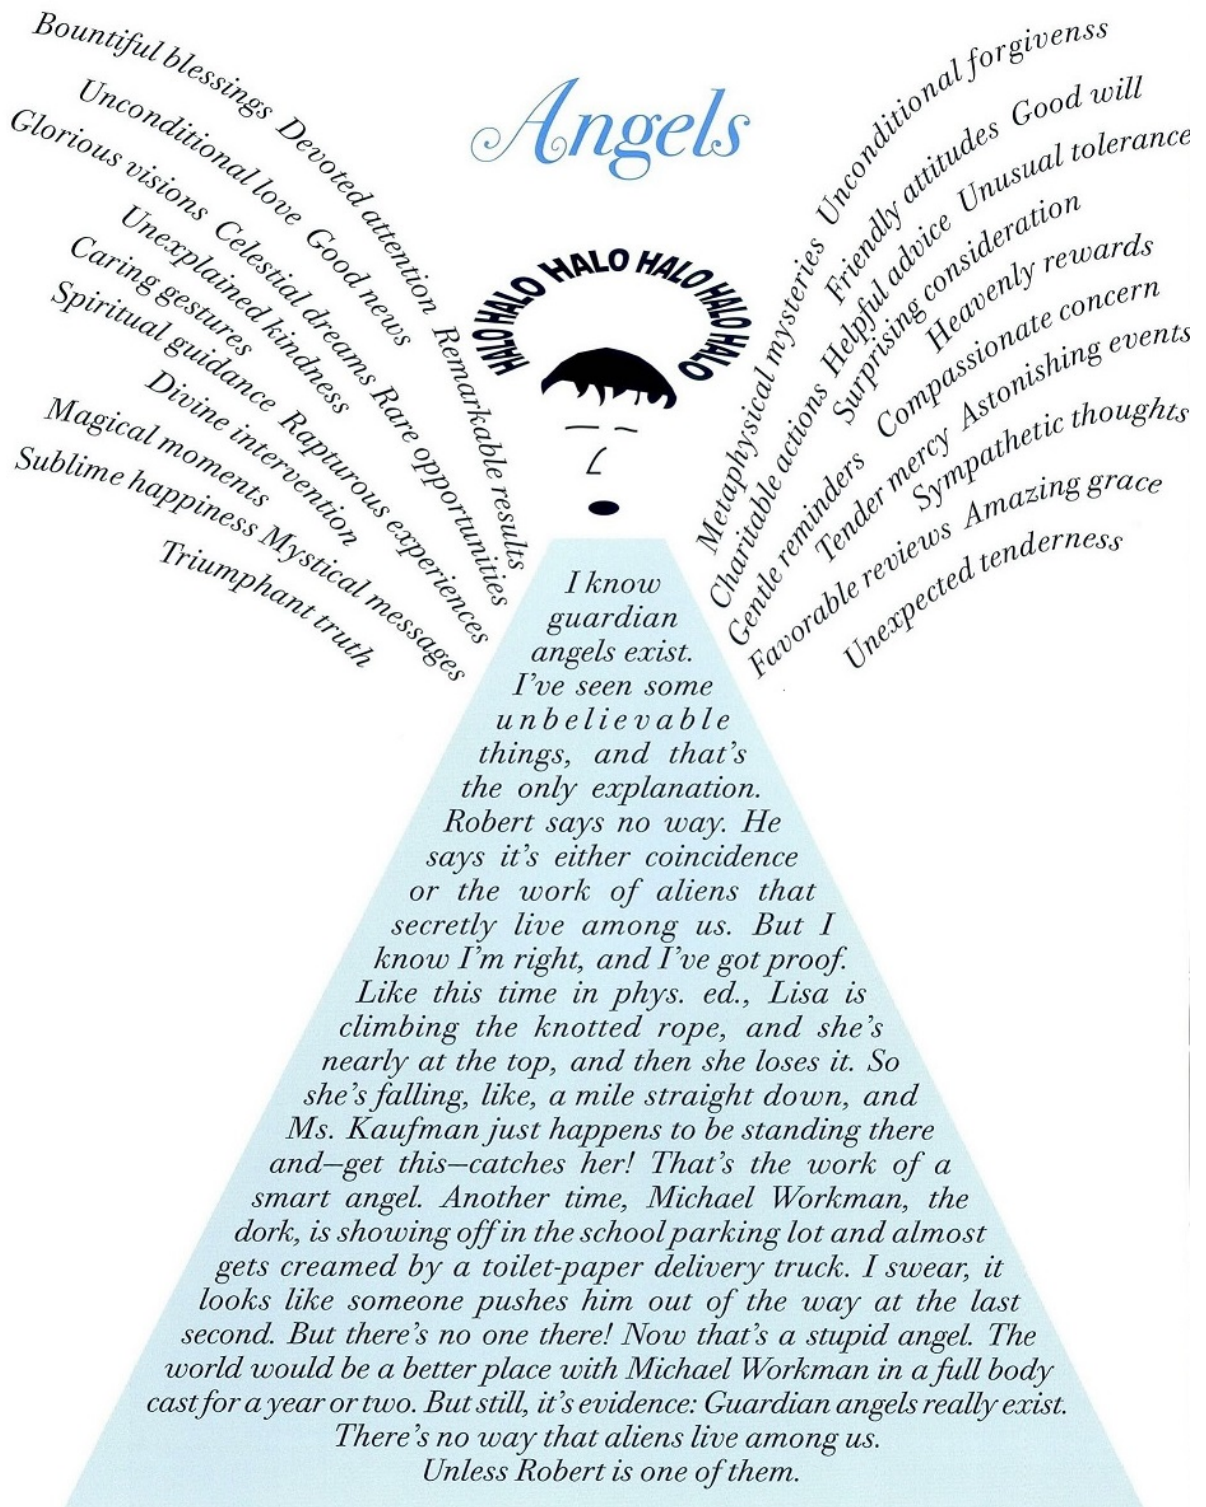 Angels
HALO HALO HALO HALO HALO HALO
Bountiful blessings Devoted attention Remarkable results
Unconditional love Good news
Glorious visions Celestial dreams Rare opportunities
Unexplained kindness
Caring gestures
Spiritual guidance Rapturous experiences
Divine intervention
Magical moments
Sublime happiness Mystical messages
Triumphant truth
Metaphysical mysteries Unconditional forgivenss
Friendly attitudes Good will
Charitable actions Helpful advice Unusual tolerance
Surprising consideration
Heavenly rewards
Gentle reminders Compassionate concern
Tender mercy Astonishing events
Sympathetic thoughts
Favorable reviews Amazing grace
Unexpected tenderness
I know
guardian
angels exist.
I've seen some
unbelievable
things, and that's
the only explanation.
Robert says no way. He
says it's either coincidence
or the work of aliens that
secretly live among us. But I
know I'm right, and I've got proof.
Like this time in phys. ed., Lisa is
climbing the knotted rope, and she's
nearly at the top, and then she loses it. So
she's falling, like, a mile straight down, and
Ms. Kaufman just happens to be standing there
and—get this—catches her! That's the work of a
smart angel. Another time, Michael Workman, the
dork, is showing off in the school parking lot and almost
gets creamed by a toilet-paper delivery truck. I swear, it
looks like someone pushes him out of the way at the last
second. But there's no one there! Now that's a stupid angel. The
world would be a better place with Michael Workman in a full body
cast for a year or two. But still, it's evidence: Guardian angels really exist.
There's no way that aliens live among us.
Unless Robert is one of them.